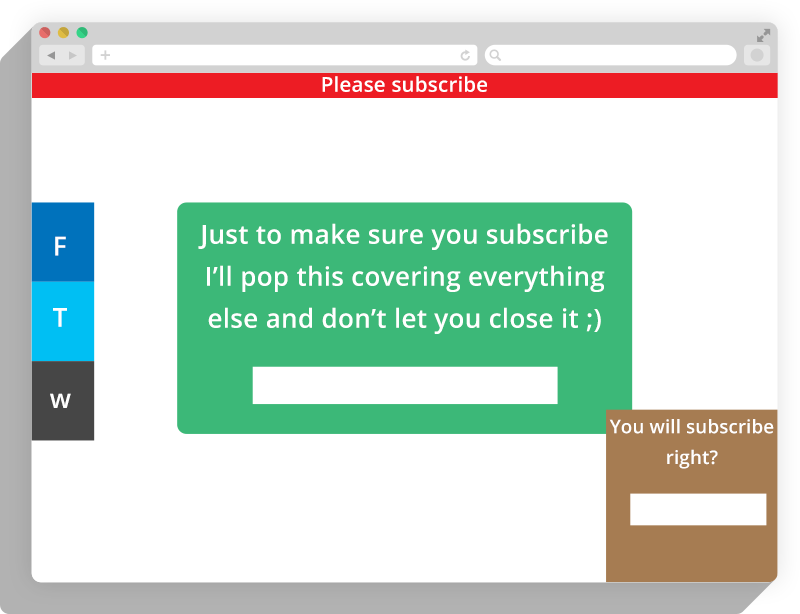 Please subscribe
Just to make sure you subscribe
I’ll pop this covering everything
else and don’t let you close it ;)
F
T
W
You will subscribe
right?